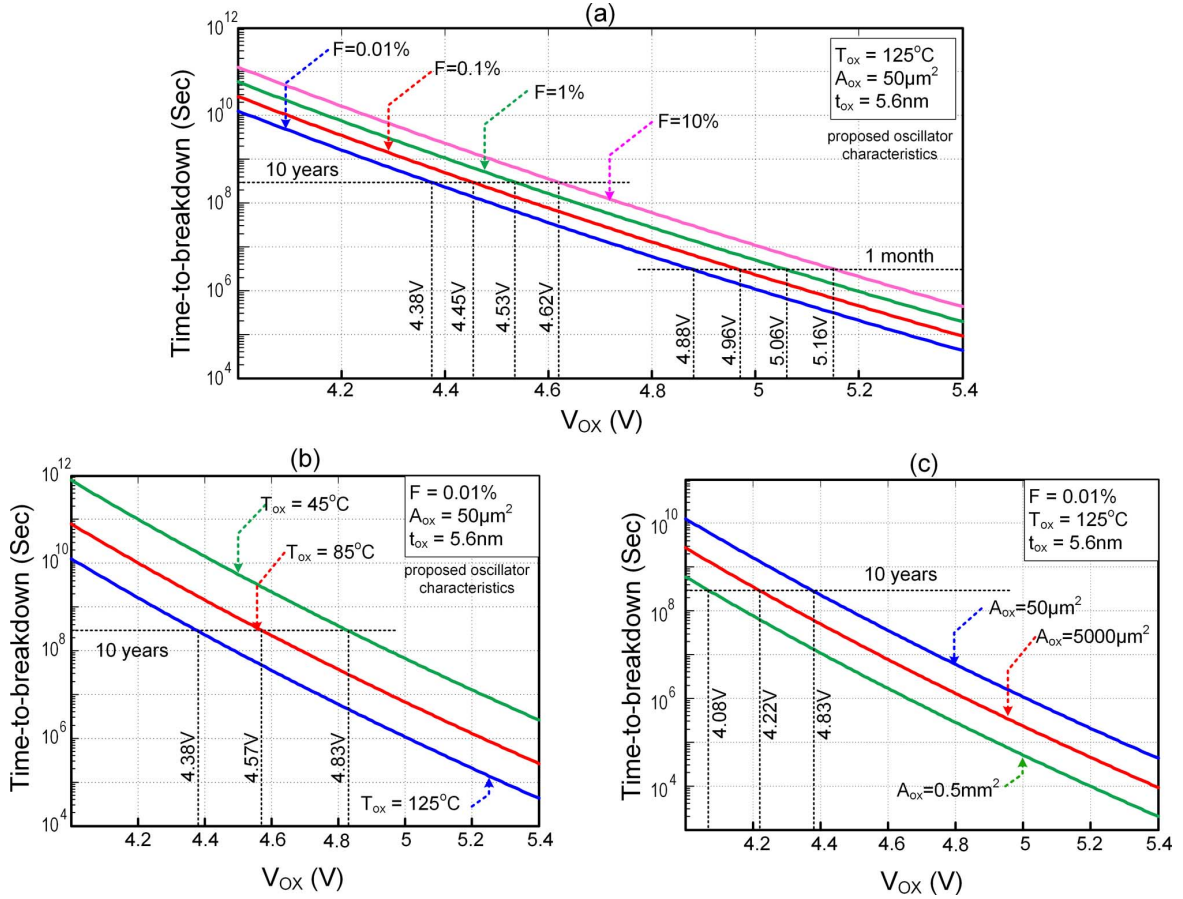 (a)
10^12
10^10
10^8
10^6
10^4
Time-to-breakdown (Sec)
F=0.01%
F=0.1%
F=1%
F=10%
T_ox = 125°C
A_ox = 50µm²
t_ox = 5.6nm
proposed oscillator
characteristics
10 years
1 month
4.38V
4.45V
4.53V
4.62V
4.88V
4.96V
5.06V
5.16V
4.2
4.4
4.6
4.8
5
5.2
5.4
V_OX (V)
(b)
10^12
10^10
10^8
10^6
10^4
Time-to-breakdown (Sec)
T_ox = 45°C
T_ox = 85°C
F = 0.01%
A_ox = 50µm²
t_ox = 5.6nm
proposed oscillator
characteristics
10 years
4.38V
4.57V
4.83V
T_ox = 125°C
4.2
4.4
4.6
4.8
5
5.2
5.4
V_OX (V)
(c)
10^10
10^8
10^6
10^4
Time-to-breakdown (Sec)
F = 0.01%
T_ox = 125°C
t_ox = 5.6nm
10 years
A_ox=50µm²
A_ox=5000µm²
4.08V
4.22V
4.83V
A_ox=0.5mm²
4.2
4.4
4.6
4.8
5
5.2
5.4
V_OX (V)